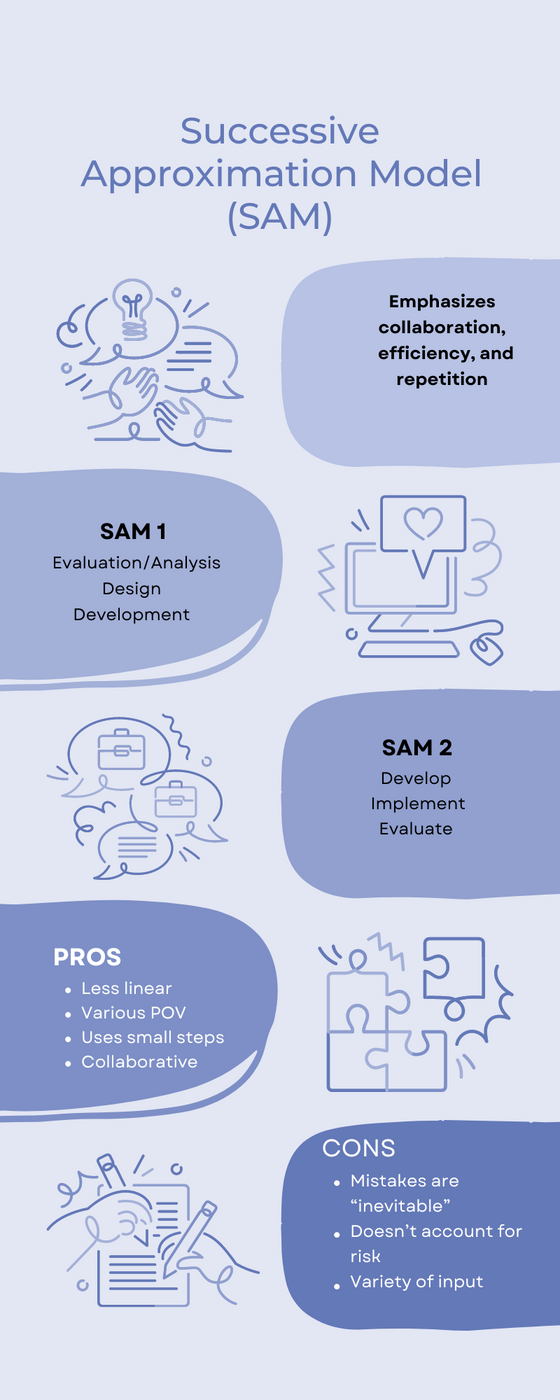 Successive
Approximation Model
(SAM)
Emphasizes
collaboration,
efficiency, and
repetition
SAM 1
Evaluation/Analysis
Design
Development
SAM 2
Develop
Implement
Evaluate
PROS
• Less linear
• Various POV
• Uses small steps
• Collaborative
CONS
• Mistakes are
“inevitable”
• Doesn’t account for
risk
• Variety of input